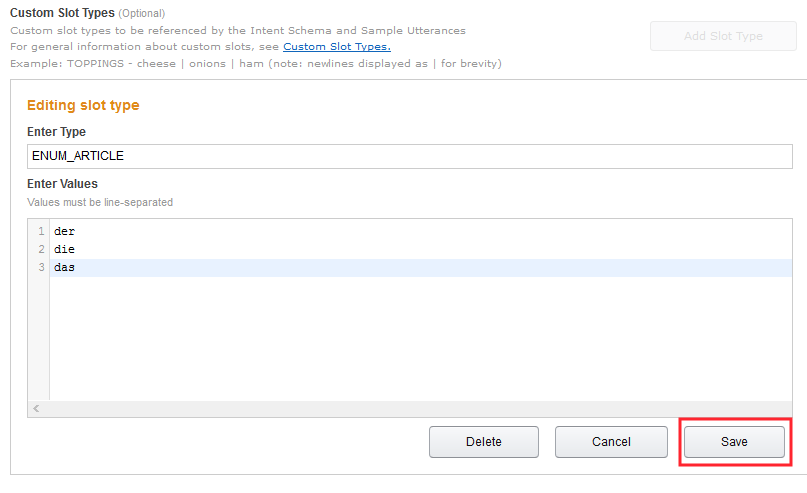 Custom Slot Types (Optional)
Custom slot types to be referenced by the Intent Schema and Sample Utterances
For general information about custom slots, see Custom Slot Types.
Add Slot Type
Example: TOPPINGS - cheese | onions | ham (note: newlines displayed as | for brevity)
Editing slot type
Enter Type
ENUM_ARTICLE
Enter Values
Values must be line-separated
1 der
2 die
3 das
Delete Cancel Save